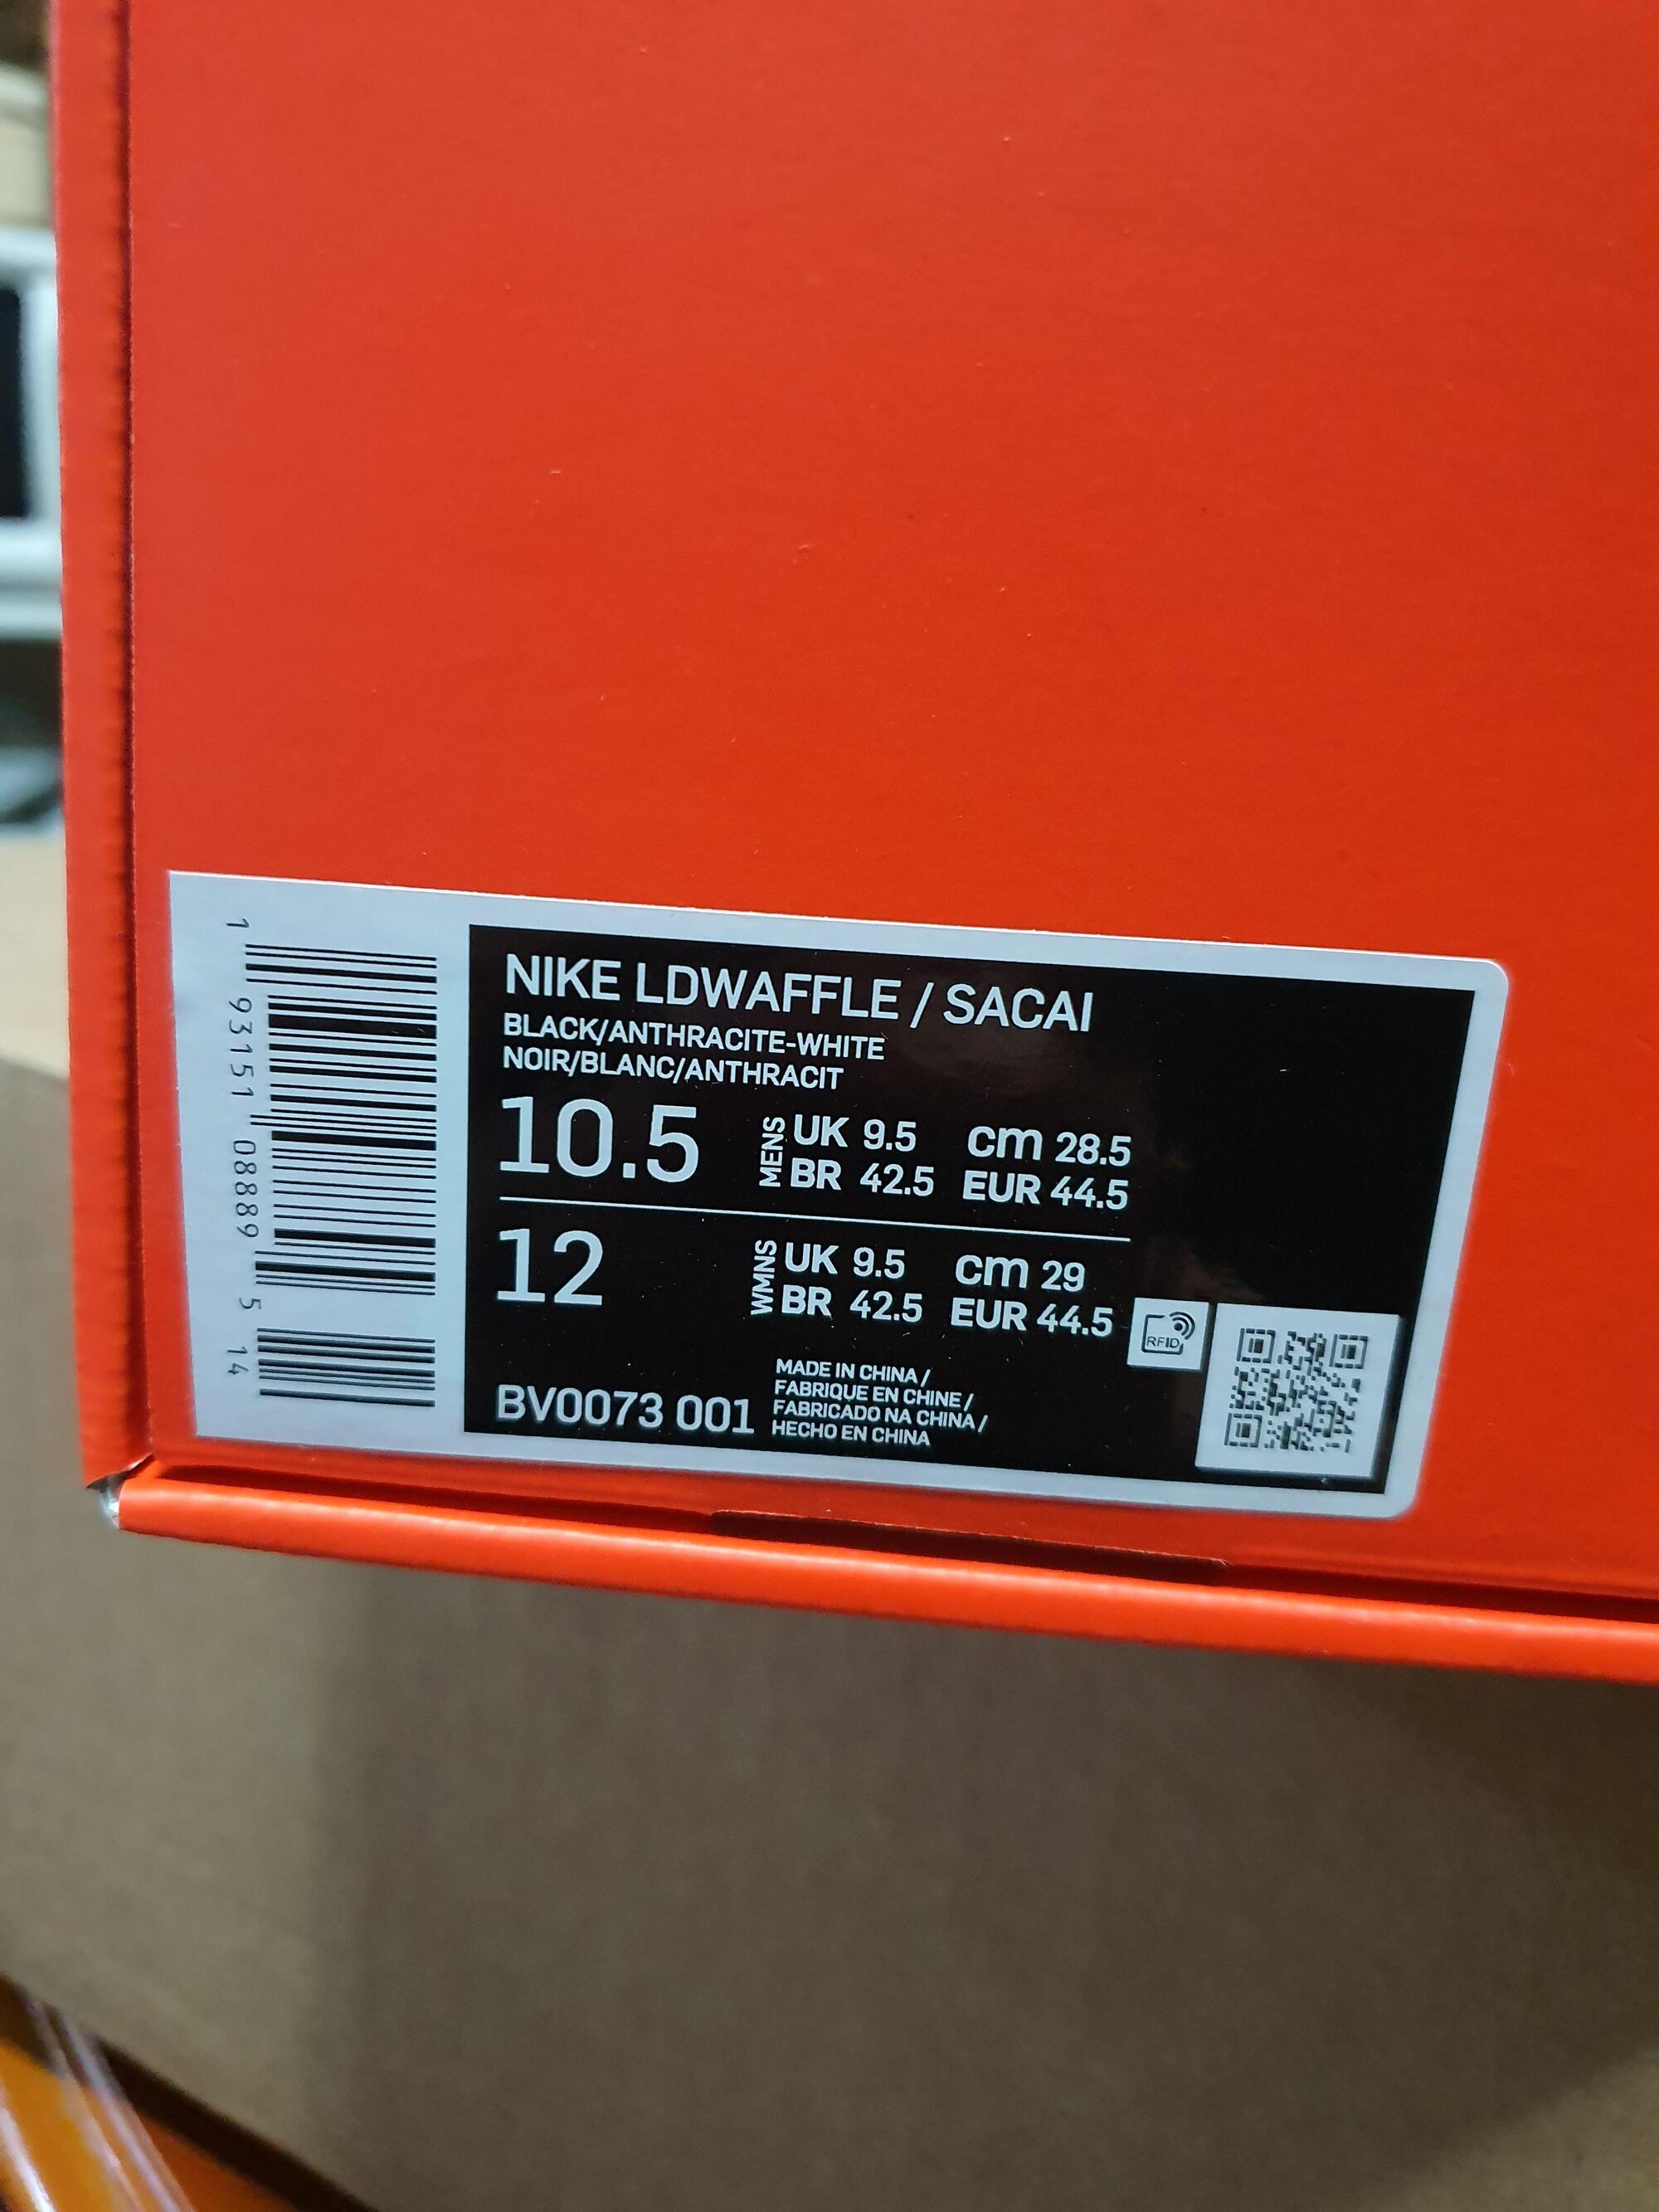 NIKE LDWAFFLE / SACAI
BLACK/ANTHRACITE-WHITE
NOIR/BLANC/ANTHRACIT
10.5 MENS UK 9.5 cm 28.5
BR 42.5 EUR 44.5
12 WMNS UK 9.5 cm 29
BR 42.5 EUR 44.5
RFID
BV0073 001
MADE IN CHINA /
FABRIQUE EN CHINE /
FABRICADO NA CHINA /
HECHO EN CHINA
1 93151 08889 5 14